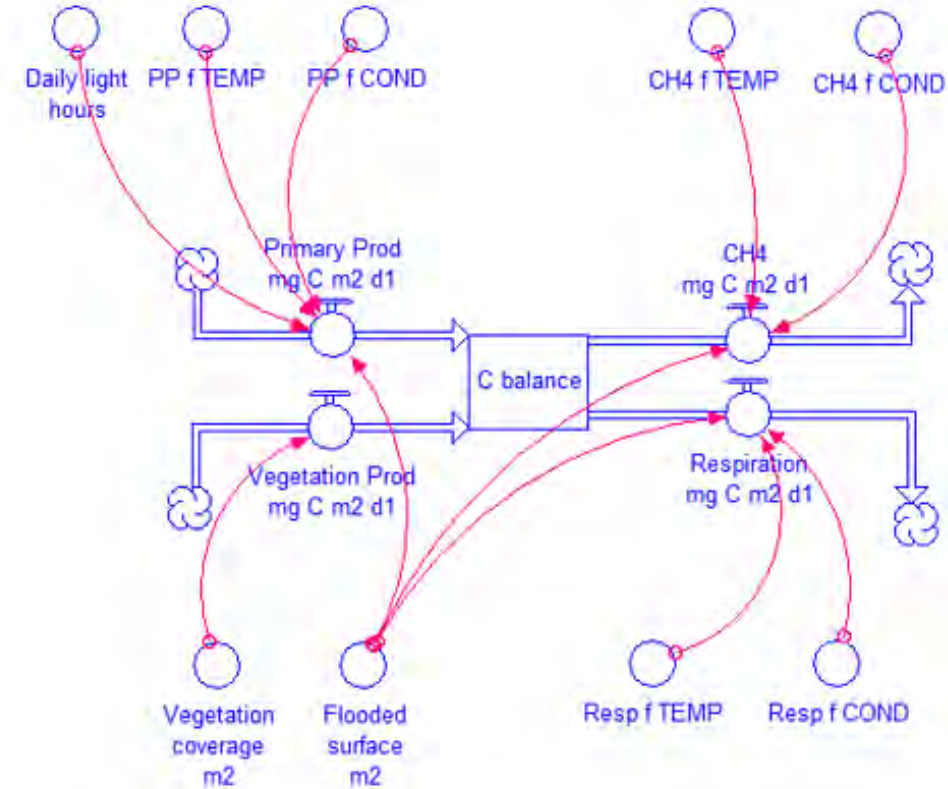 Daily light
hours
PP f TEMP
PP f COND
CH4 f TEMP
CH4 f COND
Primary Prod
mg C m2 d1
CH4
mg C m2 d1
C balance
Vegetation Prod
mg C m2 d1
Respiration
mg C m2 d1
Vegetation
coverage
m2
Flooded
surface
m2
Resp f TEMP
Resp f COND